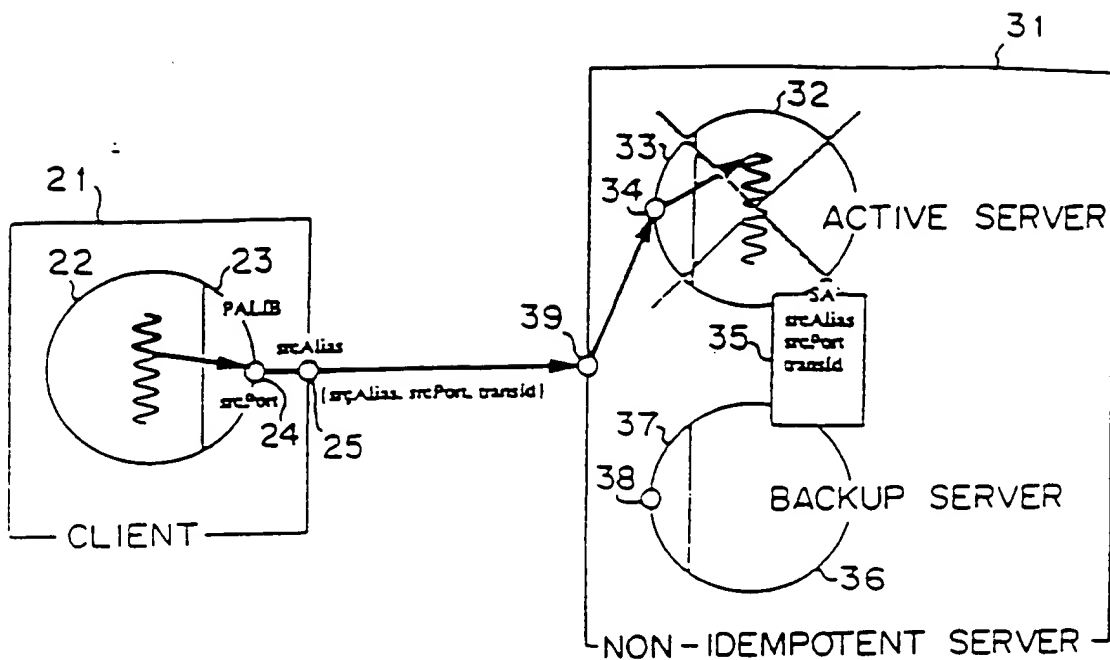 31
32
33
34
ACTIVE SERVER
21
22
23
PALIB
srcAlias
srcPort
24
25
{srcAlias, srcPort, transId}
39
SA
srcAlias
srcPort
transId
35
37
38
BACKUP SERVER
36
CLIENT
NON-IDEMPOTENT SERVER